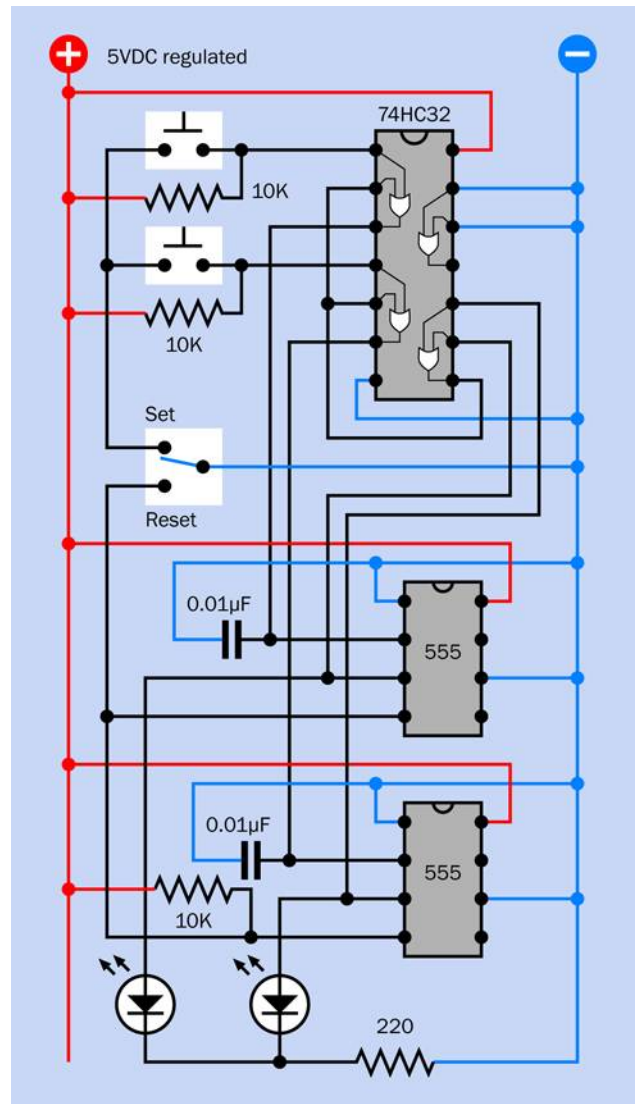 +
5VDC regulated
−
74HC32
10K
10K
Set
Reset
0.01µF
555
0.01µF
555
10K
220